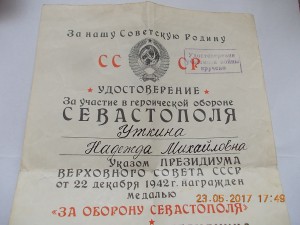 За нашу Советскую Родину
СС СР
УДОСТОВЕРЕНИЕ
За участие в героической обороне
СЕВАСТОПОЛЯ
Уткина
Надежда Михайловна
Указом ПРЕЗИДИУМА
ВЕРХОВНОГО СОВЕТА СССР
от 22 декабря 1942г. награжден
медалью
«ЗА ОБОРОНУ СЕВАСТОПОЛЯ»
23.05.2017 17:49